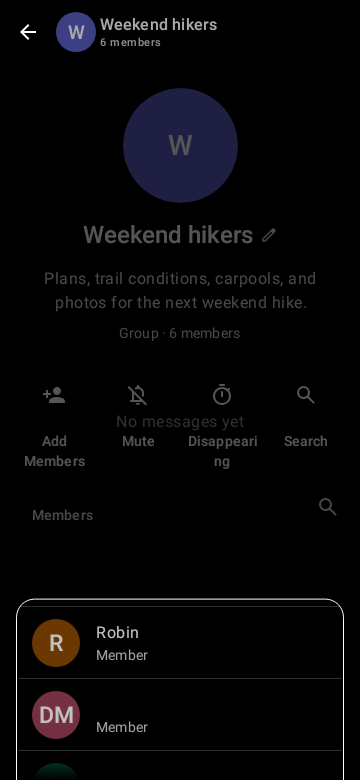 W
Weekend hikers
6 members
W
Weekend hikers
Plans, trail conditions, carpools, and
photos for the next weekend hike.
Group · 6 members
No messages yet
Add
Members
Mute
Disappeari
ng
Search
Members
R
Robin
Member
DM
Member